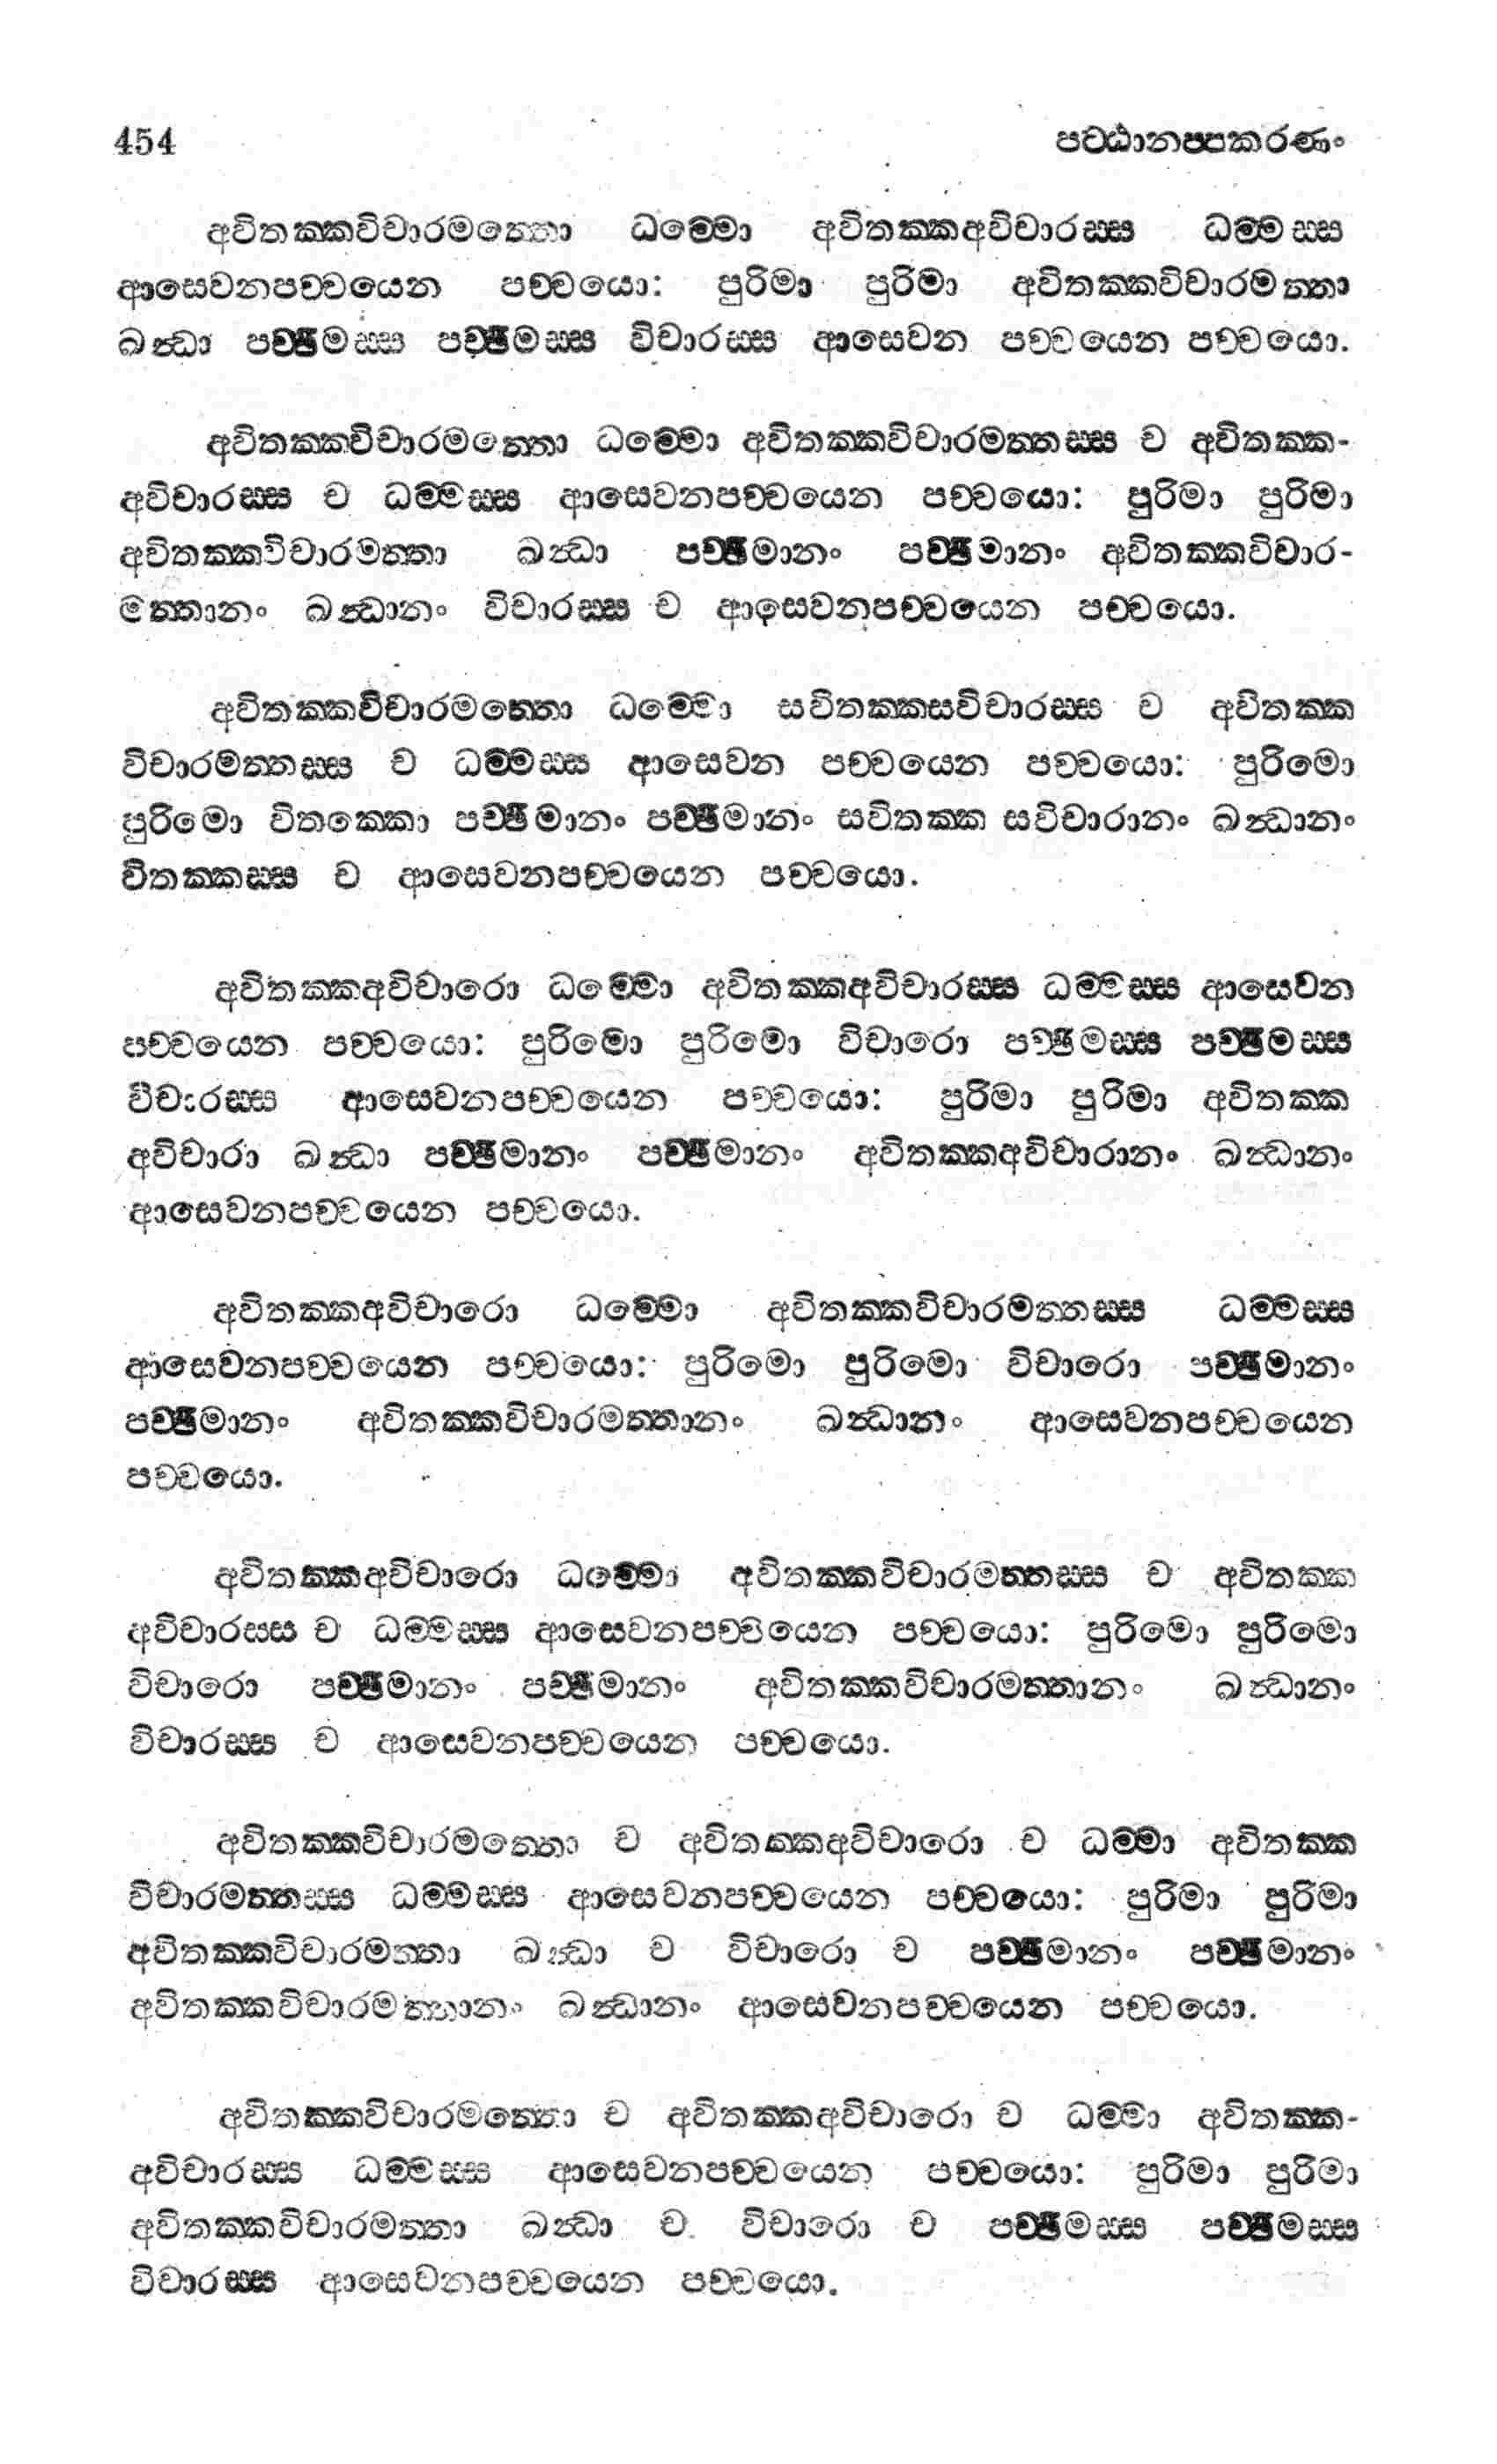 454 පට්ඨානප්පකරණං
අවිතක්කවිචාරමත්තො ධම්මො අවිතක්කඅවිචාරස්ස ධම්මස්ස
ආසෙවනපච්චයෙන පච්චයො: පුරිමා පුරිමා අවිතක්කවිචාරමත්තා
ඛන්ධා පච්ඡිමස්ස පච්ඡිමස්ස විචාරස්ස ආසෙවන පච්චයෙන පච්චයො.
අවිතක්කවිචාරමත්තො ධම්මො අවිතක්කවිචාරමත්තස්ස ච අවිතක්ක-
අවිචාරස්ස ච ධම්මස්ස ආසෙවනපච්චයෙන පච්චයො: පුරිමා පුරිමා
අවිතක්කවිචාරමත්තා ඛන්ධා පච්ඡිමානං පච්ඡිමානං අවිතක්කවිචාර-
මත්තානං ඛන්ධානං විචාරස්ස ච ආසෙවනපච්චයෙන පච්චයො.
අවිතක්කවිචාරමත්තො ධම්මො සවිතක්කසවිචාරස්ස ච අවිතක්ක
විචාරමත්තස්ස ච ධම්මස්ස ආසෙවන පච්චයෙන පච්චයො: පුරිමො
පුරිමො විතක්කො පච්ඡිමානං පච්ඡිමානං සවිතක්ක සවිචාරානං ඛන්ධානං
විතක්කස්ස ච ආසෙවනපච්චයෙන පච්චයො.
අවිතක්කඅවිචාරො ධම්මො අවිතක්කඅවිචාරස්ස ධම්මස්ස ආසෙවන
පච්චයෙන පච්චයො: පුරිමො පුරිමො විචාරො පච්ඡිමස්ස පච්ඡිමස්ස
විචාරස්ස ආසෙවනපච්චයෙන පච්චයො: පුරිමා පුරිමා අවිතක්ක
අවිචාරා ඛන්ධා පච්ඡිමානං පච්ඡිමානං අවිතක්කඅවිචාරානං ඛන්ධානං
ආසෙවනපච්චයෙන පච්චයො.
අවිතක්කඅවිචාරො ධම්මො අවිතක්කවිචාරමත්තස්ස ධම්මස්ස
ආසෙවනපච්චයෙන පච්චයො: පුරිමො පුරිමො විචාරො පච්ඡිමානං
පච්ඡිමානං අවිතක්කවිචාරමත්තානං ඛන්ධානං ආසෙවනපච්චයෙන
පච්චයො.
අවිතක්කඅවිචාරො ධම්මො අවිතක්කවිචාරමත්තස්ස ච අවිතක්ක
අවිචාරසස ච ධම්මස්ස ආසෙවනපච්චයෙන පච්චයො: පුරිමො පුරිමො
විචාරො පච්ඡිමානං පච්ඡිමානං අවිතක්කවිචාරමත්තානං ඛන්ධානං
විචාරස්ස ච ආසෙවනපච්චයෙන පච්චයො.
අවිතක්කවිචාරමත්තො ච අවිතක්කඅවිචාරො ච ධම්මා අවිතක්ක
විචාරමත්තස්ස ධම්මස්ස ආසෙවනපච්චයෙන පච්චයො: පුරිමා පුරිමා
අවිතක්කවිචාරමත්තා ඛන්ධා ච විචාරො ච පච්ඡිමානං පච්ඡිමානං
අවිතක්කවිචාරමත්තානං ඛන්ධානං ආසෙවනපච්චයෙන පච්චයො.
අවිතක්කවිචාරමත්තො ච අවිතක්කඅවිචාරො ච ධම්මා අවිතක්ක-
අවිචාරස්ස ධම්මස්ස ආසෙවනපච්චයෙන පච්චයො: පුරිමා පුරිමා
අවිතක්කවිචාරමත්තා ඛන්ධා ච විචාරො ච පච්ඡිමස්ස පච්ඡිමස්ස
විචාරස්ස ආසෙවනපච්චයෙන පච්චයො.